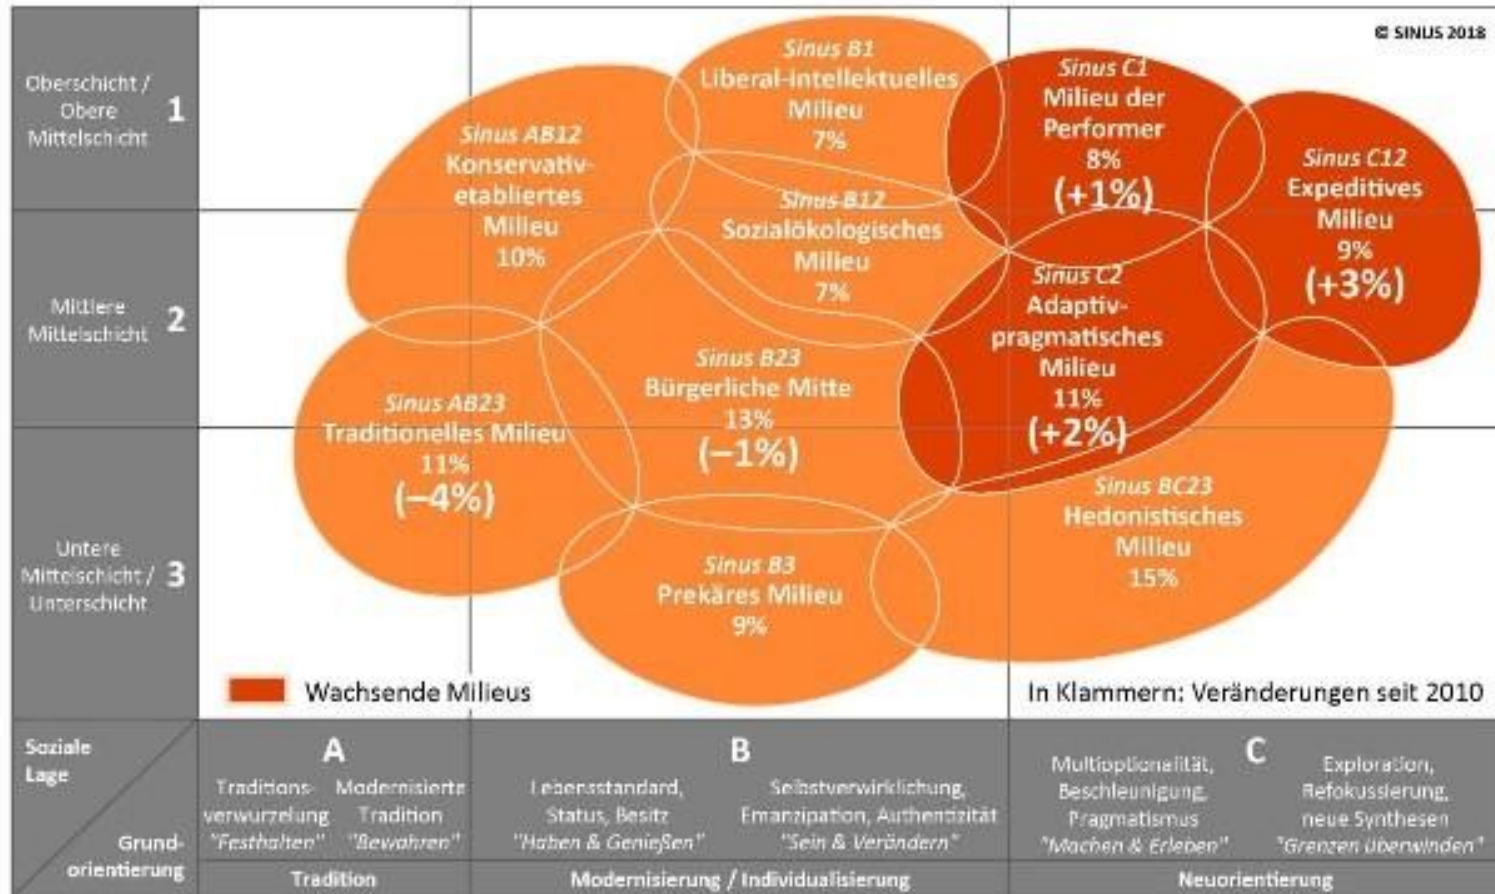 © SINUS 2018
Oberschicht /
Obere
Mittelschicht
1
Mittlere
Mittelschicht
2
Untere
Mittelschicht /
Unterschicht
3
Sinus B1
Liberal-intellektuelles
Milieu
7%
Sinus C1
Milieu der
Performer
8%
(+1%)
Sinus AB12
Konservativ-
etabliertes
Milieu
10%
Sinus C12
Expeditives
Milieu
9%
(+3%)
Sinus B12
Sozialökologisches
Milieu
7%
Sinus C2
Adaptiv-
pragmatisches
Milieu
11%
(+2%)
Sinus B23
Bürgerliche Mitte
13%
(–1%)
Sinus AB23
Traditionelles Milieu
11%
(–4%)
Sinus BC23
Hedonistisches
Milieu
15%
Sinus B3
Prekäres Milieu
9%
Wachsende Milieus
In Klammern: Veränderungen seit 2010
Soziale
Lage
Grund-
orientierung
A
Traditions-
verwurzelung
"Festhalten"
Modernisierte
Tradition
"Bewahren"
B
Lebensstandard,
Status, Besitz
"Haben & Genießen"
Selbstverwirklichung,
Emanzipation, Authentizität
"Sein & Verändern"
C
Multioptionalität,
Beschleunigung,
Pragmatismus
"Machen & Erleben"
Exploration,
Refokussierung,
neue Synthesen
"Grenzen überwinden"
Tradition
Modernisierung / Individualisierung
Neuorientierung